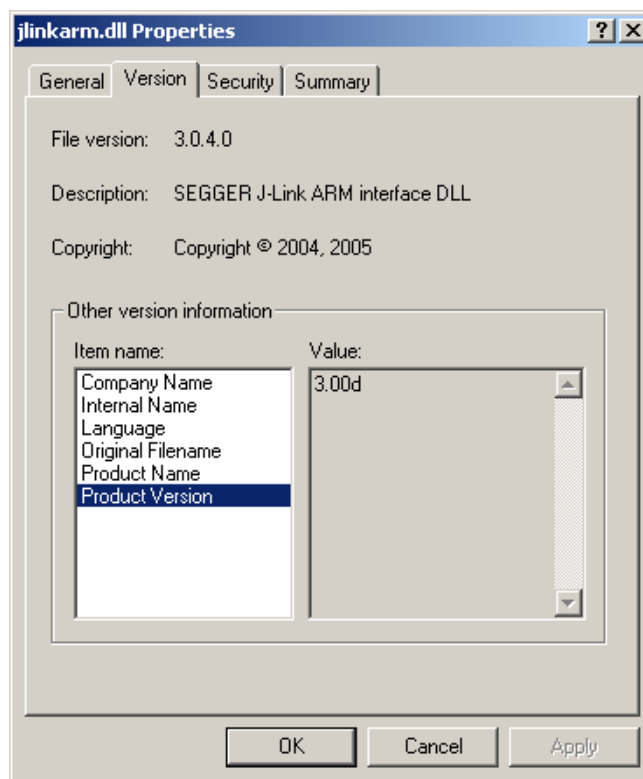 jlinkarm.dll Properties
General Version Security Summary
File version: 3.0.4.0
Description: SEGGER J-Link ARM interface DLL
Copyright: Copyright © 2004, 2005
Other version information
Item name: Value:
Company Name 3.00d
Internal Name
Language
Original Filename
Product Name
Product Version
OK Cancel Apply